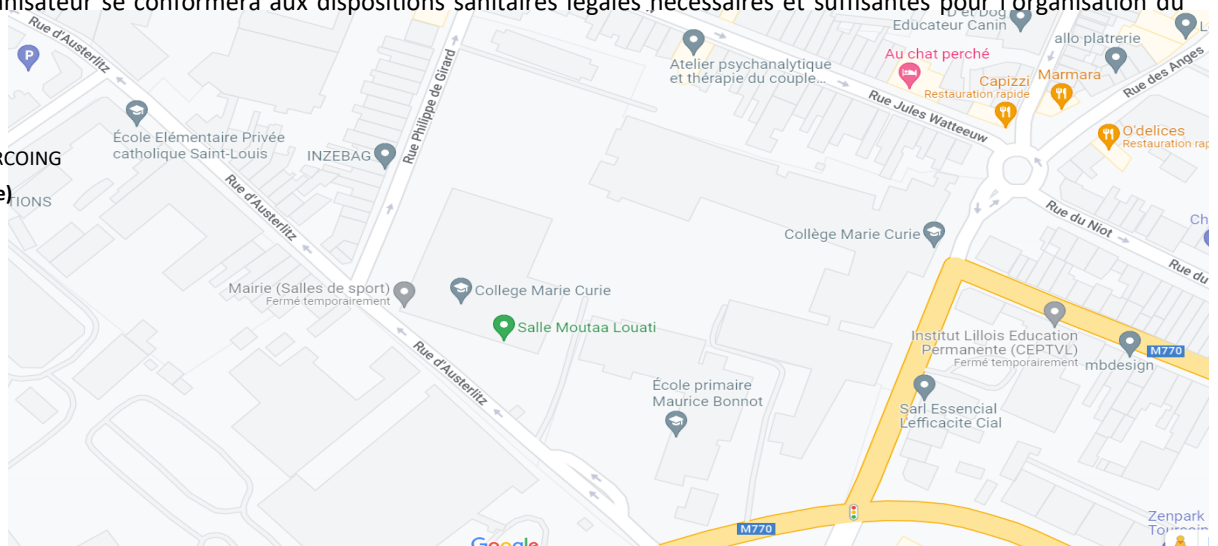 nisateur se conformera aux dispositions sanitaires légales nécessaires et suffisantes pour l'organisation du
Rue d'Austerlitz
P
Educateur Canin
allo platrerie
Atelier psychanalytique
et thérapie du couple...
Au chat perché
Capizzi
Restauration rapide
Marmara
Rue des Anges
Rue Philippe de Girard
Rue Jules Watteeuw
École Elémentaire Privée
catholique Saint-Louis
INZEBAG
O'delices
Restauration rap
RCOING
e)
TIONS
Rue d'Austerlitz
Rue du Niot
Ch
Collège Marie Curie
Rue du
Mairie (Salles de sport)
Fermé temporairement
College Marie Curie
Salle Moutaa Louati
Institut Lillois Education
Permanente (CEPTVL)
Fermé temporairement
M770
mbdesign
Rue d'Austerlitz
École primaire
Maurice Bonnot
Sarl Essencial
Lefficacite Cial
M770
Zenpark
Google